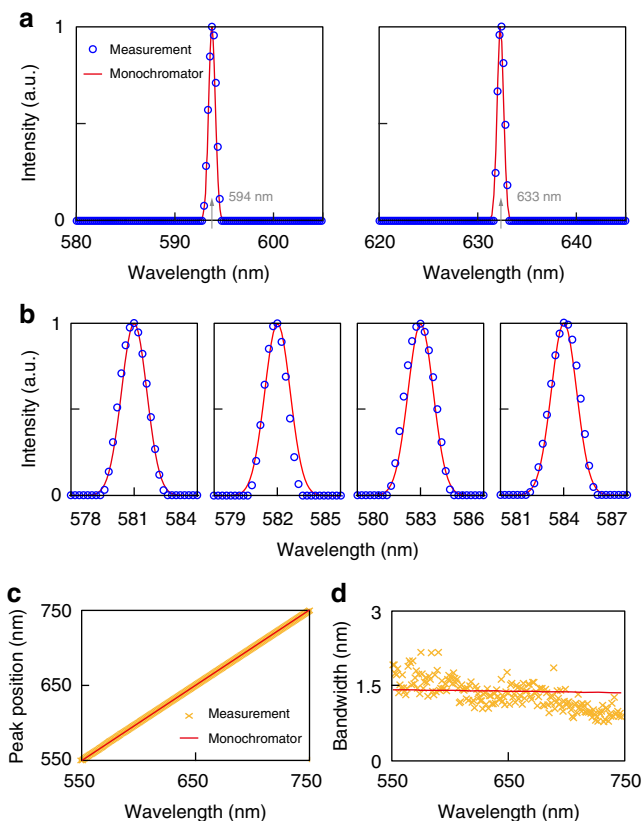 a
Measurement
Monochromator
Intensity (a.u.)
1
0
594 nm
633 nm
580 590 600
620 630 640
Wavelength (nm) Wavelength (nm)
b
Intensity (a.u.)
1
0
578 581 584 579 582 585 580 583 586 581 584 587
Wavelength (nm)
c
Peak position (nm)
750
650
550
Measurement
Monochromator
550 650 750
Wavelength (nm)
d
Bandwidth (nm)
3
1.5
0
550 650 750
Wavelength (nm)